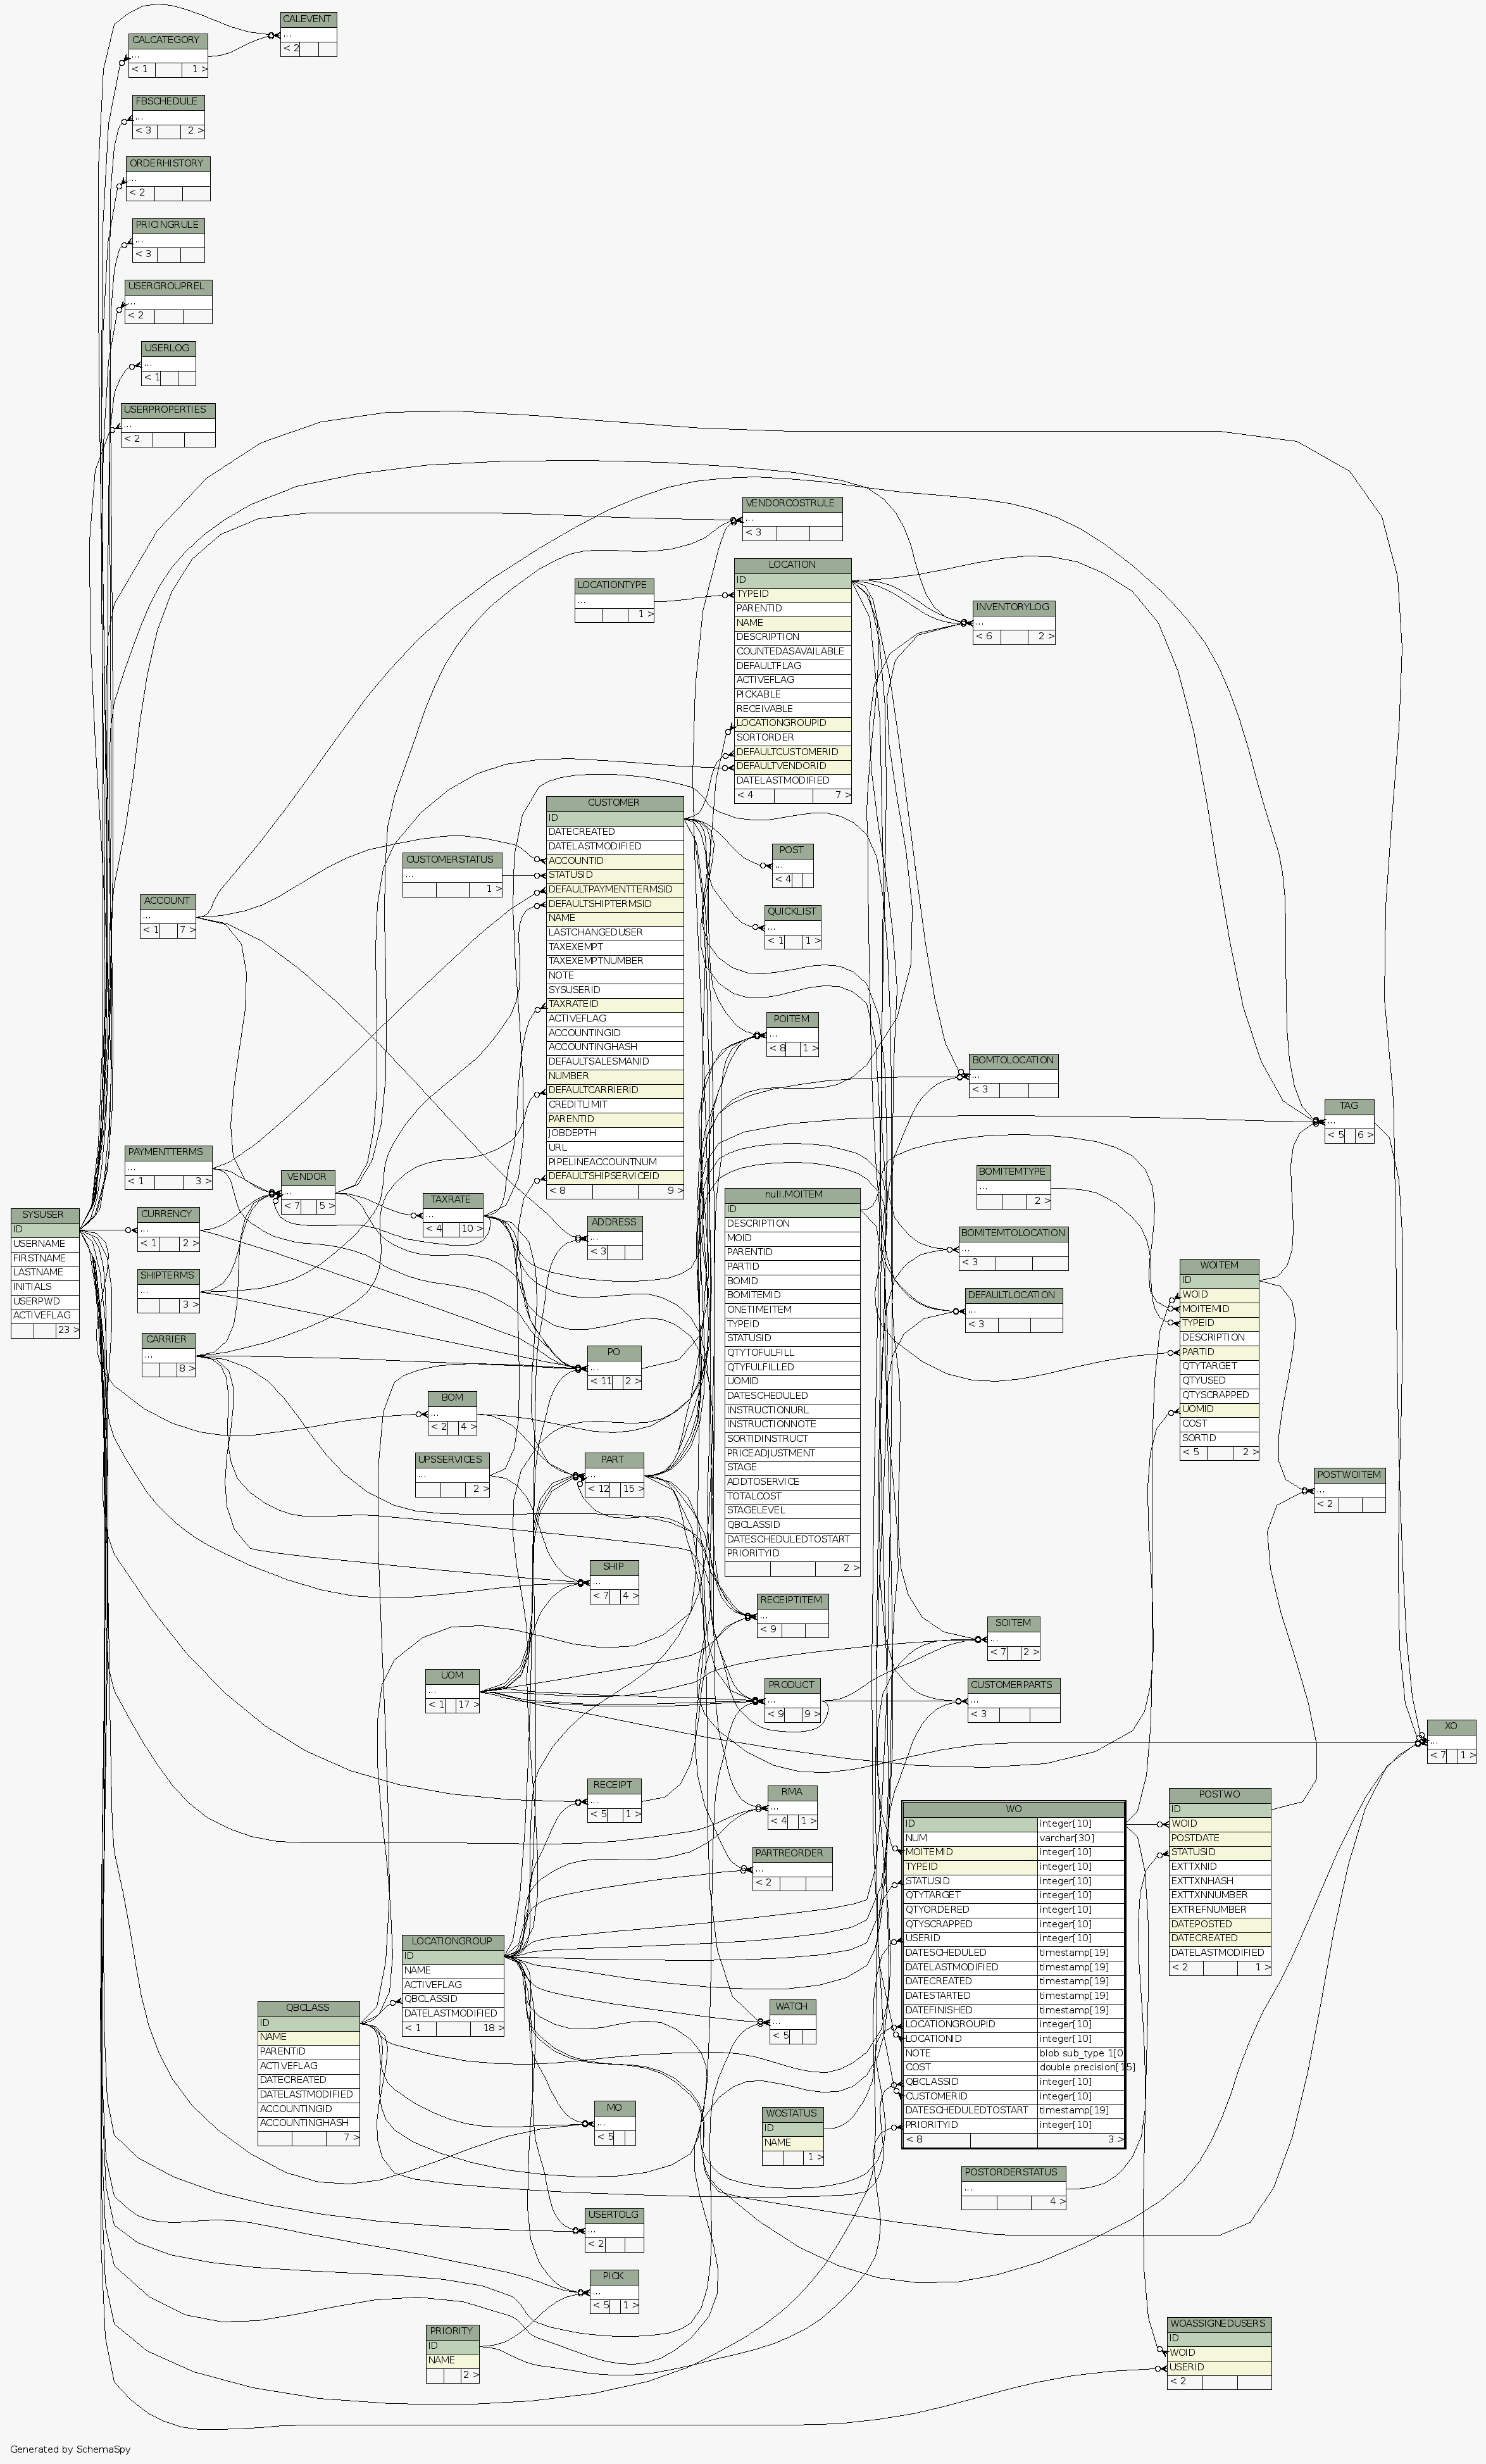 CALEVENT
...
< 2
CALCATEGORY
...
< 1 1 >
FBSCHEDULE
...
< 3 2 >
ORDERHISTORY
...
< 2
PRICINGRULE
...
< 3
USERGROUPREL
...
< 2
USERLOG
...
< 1
USERPROPERTIES
...
< 2
VENDORCOSTRULE
...
< 3
LOCATION
ID
TYPEID
PARENTID
NAME
DESCRIPTION
COUNTEDASAVAILABLE
DEFAULTFLAG
ACTIVEFLAG
PICKABLE
RECEIVABLE
LOCATIONGROUPID
SORTORDER
DEFAULTCUSTOMERID
DEFAULTVENDORID
DATELASTMODIFIED
< 4 7 >
LOCATIONTYPE
...
1 >
INVENTORYLOG
...
< 6 2 >
CUSTOMER
ID
DATECREATED
DATELASTMODIFIED
ACCOUNTID
STATUSID
DEFAULTPAYMENTTERMSID
DEFAULTSHIPTERMSID
NAME
LASTCHANGEDUSER
TAXEXEMPT
TAXEXEMPTNUMBER
NOTE
SYSUSERID
TAXRATEID
ACTIVEFLAG
ACCOUNTINGID
ACCOUNTINGHASH
DEFAULTSALESMANID
NUMBER
DEFAULTCARRIERID
CREDITLIMIT
PARENTID
JOBDEPTH
URL
PIPELINEACCOUNTNUM
DEFAULTSHIPSERVICEID
< 8 9 >
CUSTOMERSTATUS
...
1 >
POST
...
< 4
ACCOUNT
...
< 1 7 >
QUICKLIST
...
< 1 1 >
POITEM
...
< 8 1 >
BOMTOLOCATION
...
< 3
TAG
...
< 5 6 >
PAYMENTTERMS
...
< 1 3 >
VENDOR
...
< 7 5 >
TAXRATE
...
< 4 10 >
BOMITEMTYPE
...
2 >
null.MOITEM
ID
DESCRIPTION
MOID
PARENTID
PARTID
BOMID
BOMITEMID
ONETIMEITEM
TYPEID
STATUSID
QTYTOFULFILL
QTYFULFILLED
UOMID
DATESCHEDULED
INSTRUCTIONURL
INSTRUCTIONNOTE
SORTIDINSTRUCT
PRICEADJUSTMENT
STAGE
ADDTOSERVICE
TOTALCOST
STAGELEVEL
QBCLASSID
DATESCHEDULEDTOSTART
PRIORITYID
2 >
SYSUSER
ID
USERNAME
FIRSTNAME
LASTNAME
INITIALS
USERPWD
ACTIVEFLAG
23 >
CURRENCY
...
< 1 2 >
ADDRESS
...
< 3
BOMITEMTOLOCATION
...
< 3
SHIPTERMS
...
3 >
DEFAULTLOCATION
...
< 3
WOITEM
ID
WOID
MOITEMID
TYPEID
DESCRIPTION
PARTID
QTYTARGET
QTYUSED
QTYSCRAPPED
UOMID
COST
SORTID
< 5 2 >
CARRIER
...
8 >
PO
...
< 11 2 >
BOM
...
< 2 4 >
UPSSERVICES
...
2 >
PART
...
< 12 15 >
POSTWOITEM
...
< 2
SHIP
...
< 7 4 >
RECEIPTITEM
...
< 9
SOITEM
...
< 7 2 >
UOM
...
< 1 17 >
PRODUCT
...
< 9 9 >
CUSTOMERPARTS
...
< 3
XO
...
< 7 1 >
RECEIPT
...
< 5 1 >
RMA
...
< 4 1 >
PARTREORDER
...
< 2
WO
ID integer[10]
NUM varchar[30]
MOITEMID integer[10]
TYPEID integer[10]
STATUSID integer[10]
QTYTARGET integer[10]
QTYORDERED integer[10]
QTYSCRAPPED integer[10]
USERID integer[10]
DATESCHEDULED timestamp[19]
DATELASTMODIFIED timestamp[19]
DATECREATED timestamp[19]
DATESTARTED timestamp[19]
DATEFINISHED timestamp[19]
LOCATIONGROUPID integer[10]
LOCATIONID integer[10]
NOTE blob sub_type 1[0
COST double precision[15]
QBCLASSID integer[10]
CUSTOMERID integer[10]
DATESCHEDULEDTOSTART timestamp[19]
PRIORITYID integer[10]
< 8 3 >
POSTWO
ID
WOID
POSTDATE
STATUSID
EXTTXNID
EXTTXNHASH
EXTTXNNUMBER
EXTREFNUMBER
DATEPOSTED
DATECREATED
DATELASTMODIFIED
< 2 1 >
LOCATIONGROUP
ID
NAME
ACTIVEFLAG
QBCLASSID
DATELASTMODIFIED
< 1 18 >
QBCLASS
ID
NAME
PARENTID
ACTIVEFLAG
DATECREATED
DATELASTMODIFIED
ACCOUNTINGID
ACCOUNTINGHASH
7 >
WATCH
...
< 5
MO
...
< 5
WOSTATUS
ID
NAME
1 >
POSTORDERSTATUS
...
4 >
USERTOLG
...
< 2
PICK
...
< 5 1 >
PRIORITY
ID
NAME
2 >
WOASSIGNEDUSERS
ID
WOID
USERID
< 2
Generated by SchemaSpy